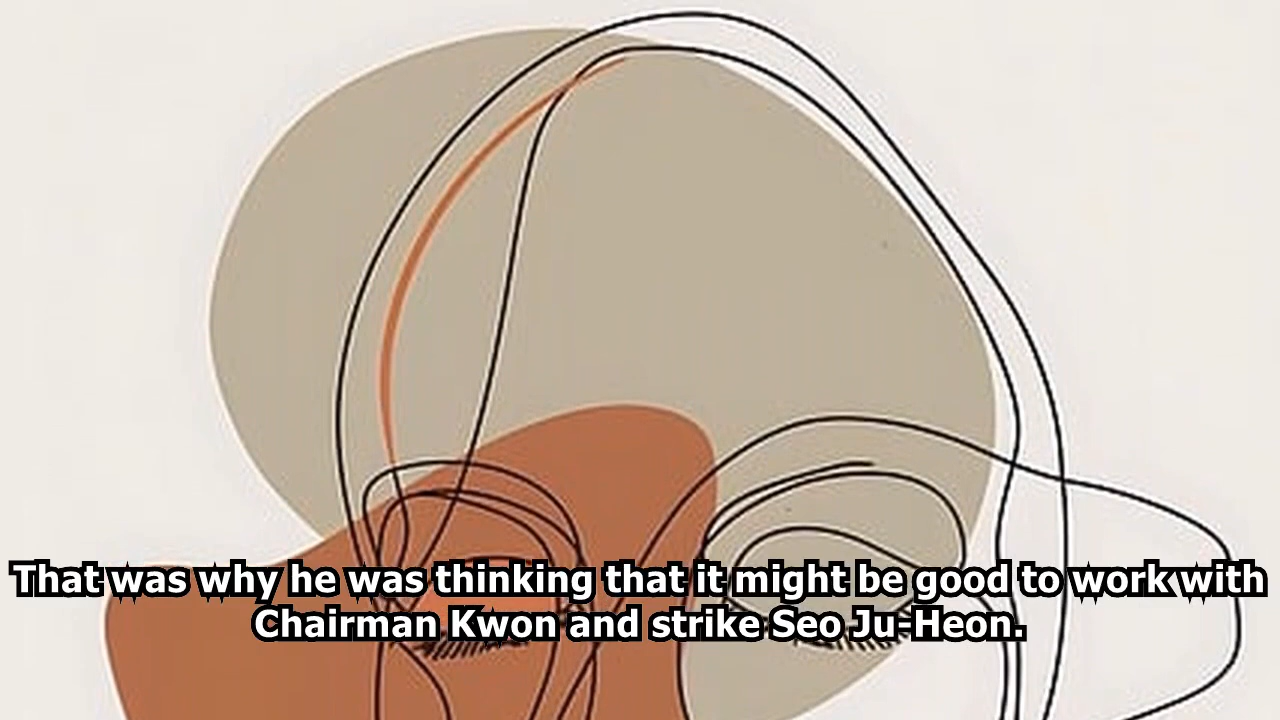 That was why he was thinking that it might be good to work with
Chairman Kwon and strike Seo Ju-Heon.